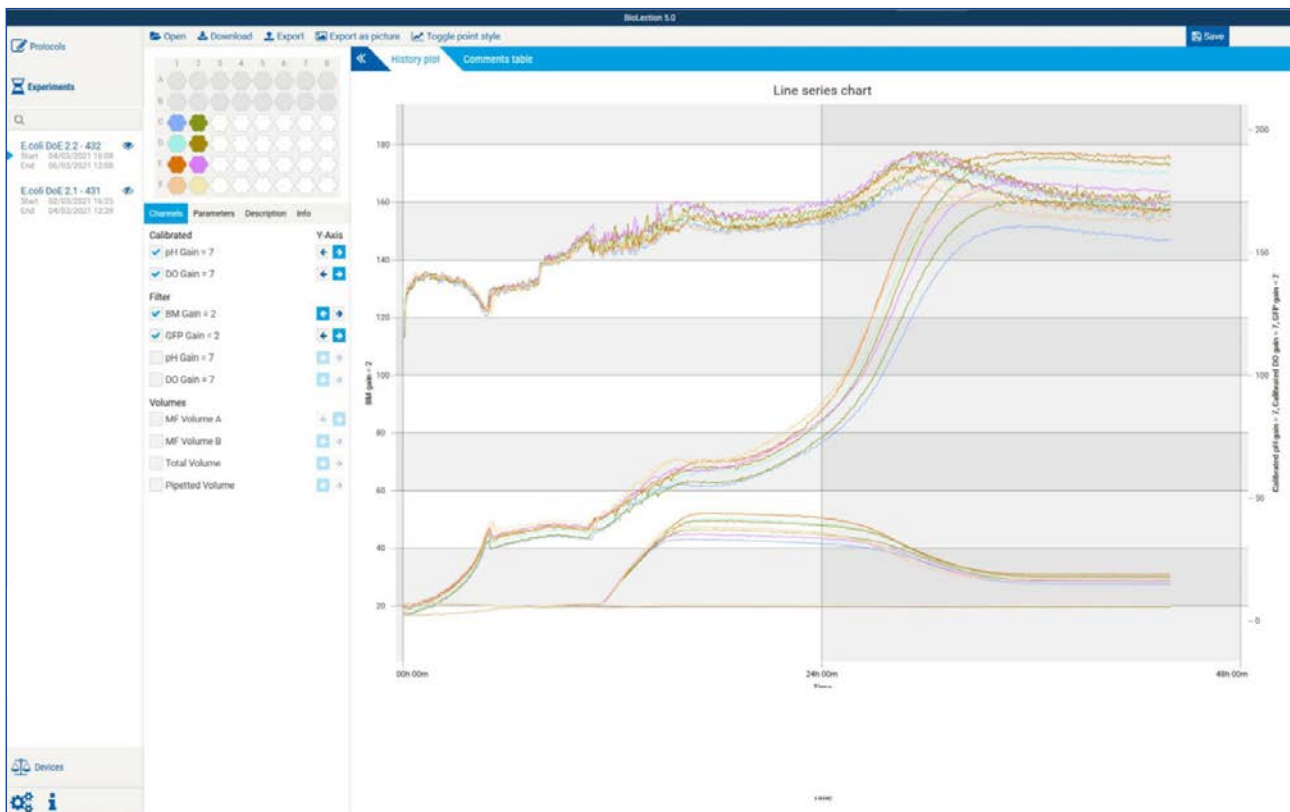 BioLection 5.0
Protocols
Experiments
E.coli DoE 2.2 - 432
Start 04/03/2021 16:08
End 06/03/2021 12:08
E.coli DoE 2.1 - 431
Start 02/03/2021 16:25
End 04/03/2021 12:39
Devices
Open Download Export Export as picture Toggle point style Save
1 2 3 4 5 6 7 8
A
B
C
D
E
F
Channels Parameters Description Info
Calibrated Y-Axis
pH Gain = 7
DO Gain = 7
Filter
BM Gain = 2
GFP Gain = 2
pH Gain = 7
DO Gain = 7
Volumes
MF Volume A
MF Volume B
Total Volume
Pipetted Volume
History plot Comments table
Line series chart
180
160
140
120
100
80
60
40
20
BM gain = 2
200
150
100
50
0
Calibrated pH gain = 7, Calibrated DO gain = 7, GFP gain = 2
00h 00m 24h 00m 48h 00m
Time